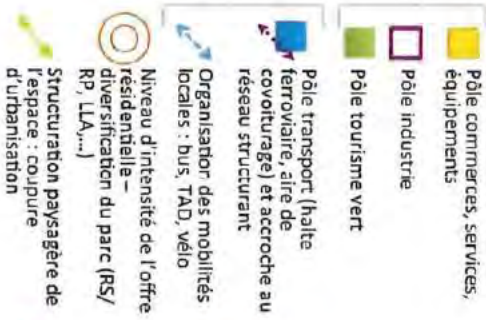 Pôle commerces, services,
équipements
Pôle industrie
Pôle tourisme vert
Pôle transport (halte
ferroviaire, aire de
covoiturage) et accroche au
réseau structurant
Organisation des mobilités
locales : bus, TAD, vélo
Niveau d'intensité de l'offre
résidentielle –
diversification du parc (RS/
RP, LLA,...)
Structuration paysagère de
l'espace : coupure
d'urbanisation